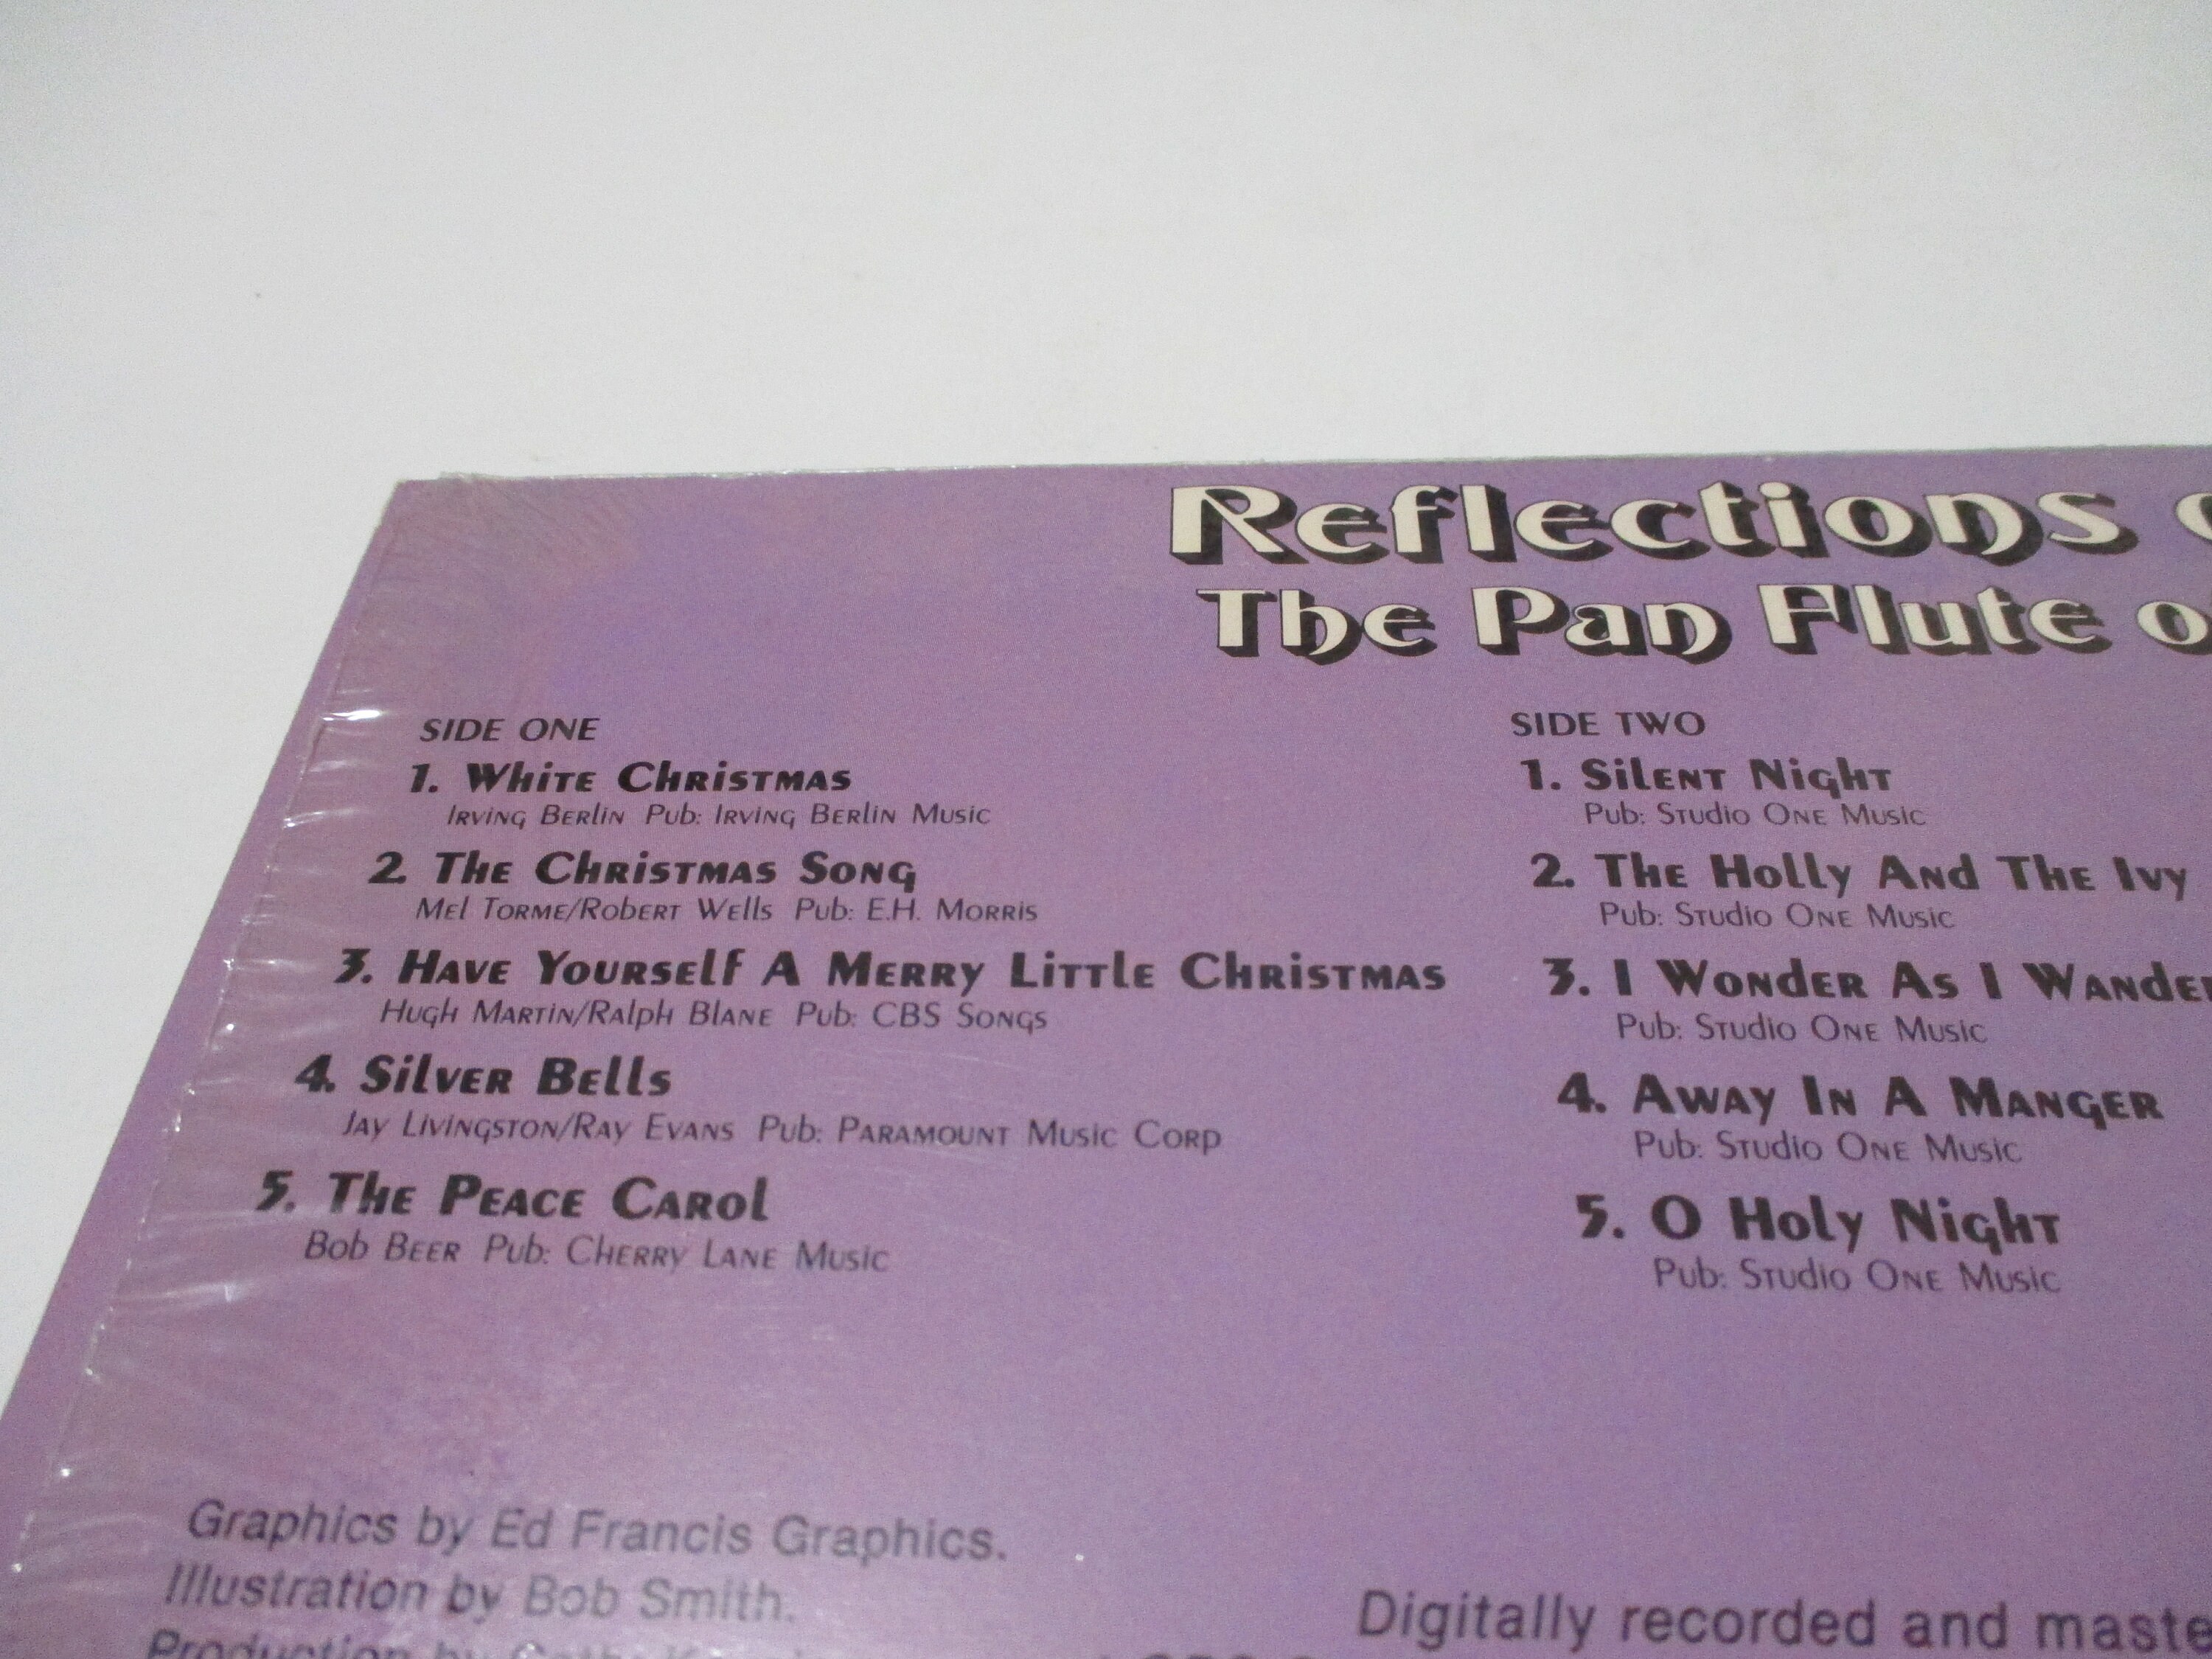 Reflections
The Pan Flute
SIDE ONE
1. White Christmas
Irving Berlin Pub: Irving Berlin Music
2. The Christmas Song
Mel Torme/Robert Wells Pub: E.H. Morris
3. Have Yourself A Merry Little Christmas
Hugh Martin/Ralph Blane Pub: CBS Songs
4. Silver Bells
Jay Livingston/Ray Evans Pub: Paramount Music Corp
5. The Peace Carol
Bob Beer Pub: Cherry Lane Music
SIDE TWO
1. Silent Night
Pub: Studio One Music
2. The Holly And The Ivy
Pub: Studio One Music
3. I Wonder As I Wander
Pub: Studio One Music
4. Away In A Manger
Pub: Studio One Music
5. O Holy Night
Pub: Studio One Music
Graphics by Ed Francis Graphics.
Illustration by Bob Smith.
Production by
Digitally recorded and